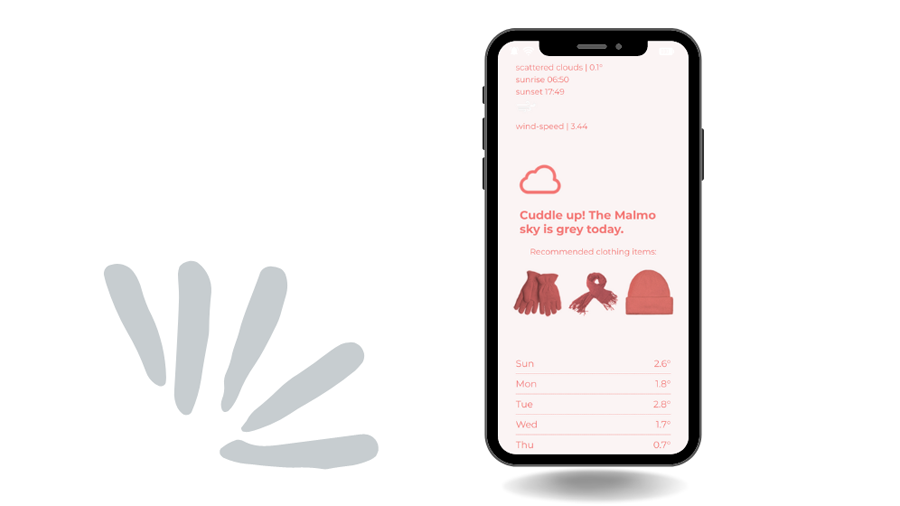 scattered clouds | 0.1°
sunrise 06:50
sunset 17:49
wind-speed | 3.44
Cuddle up! The Malmo
sky is grey today.
Recommended clothing items:
Sun 2.6°
Mon 1.8°
Tue 2.8°
Wed 1.7°
Thu 0.7°